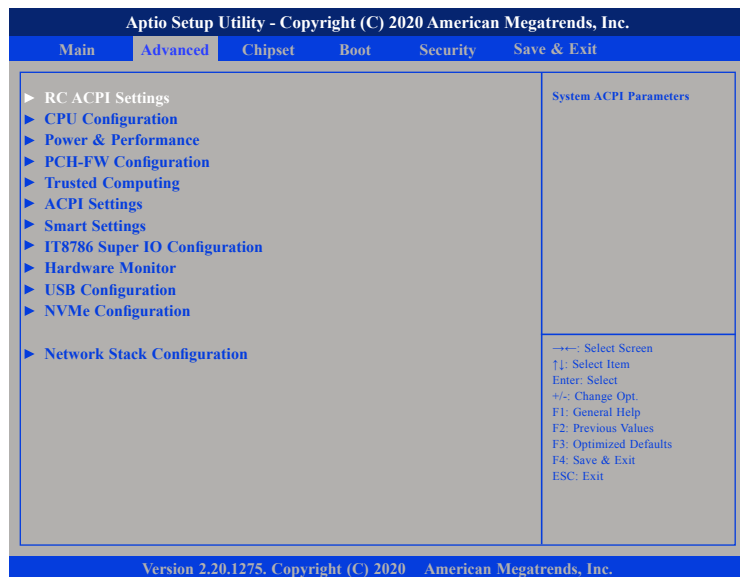 Aptio Setup Utility - Copyright (C) 2020 American Megatrends, Inc.
Main Advanced Chipset Boot Security Save & Exit
► RC ACPI Settings
► CPU Configuration
► Power & Performance
► PCH-FW Configuration
► Trusted Computing
► ACPI Settings
► Smart Settings
► IT8786 Super IO Configuration
► Hardware Monitor
► USB Configuration
► NVMe Configuration
► Network Stack Configuration
System ACPI Parameters
→←: Select Screen
↑↓: Select Item
Enter: Select
+/-: Change Opt.
F1: General Help
F2: Previous Values
F3: Optimized Defaults
F4: Save & Exit
ESC: Exit
Version 2.20.1275. Copyright (C) 2020 American Megatrends, Inc.